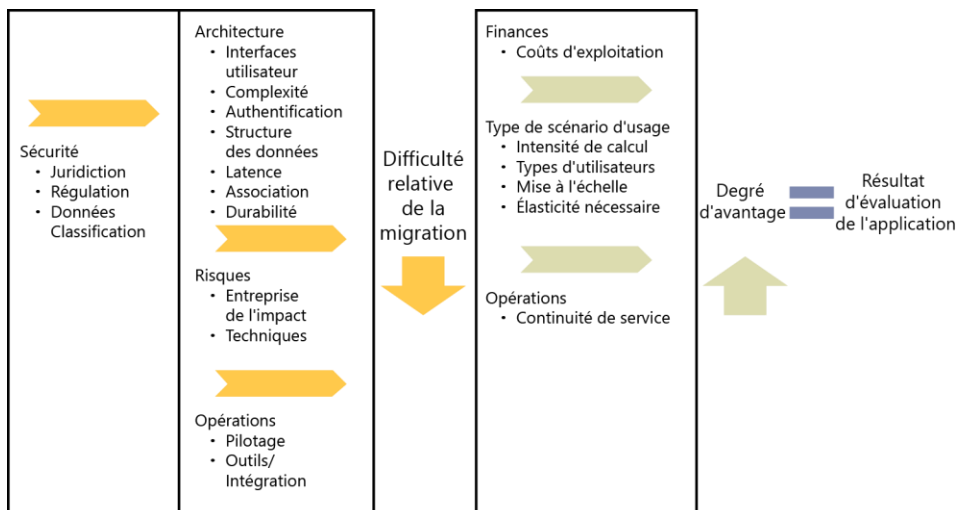 Sécurité
• Juridiction
• Régulation
• Données
Classification
Architecture
• Interfaces
utilisateur
• Complexité
• Authentification
• Structure
des données
• Latence
• Association
• Durabilité
Risques
• Entreprise
de l'impact
• Techniques
Opérations
• Pilotage
• Outils/
Intégration
Difficulté
relative
de la
migration
Finances
• Coûts d'exploitation
Type de scénario d'usage
• Intensité de calcul
• Types d'utilisateurs
• Mise à l'échelle
• Élasticité nécessaire
Opérations
• Continuité de service
Degré
d'avantage
Résultat
d'évaluation
de l'application